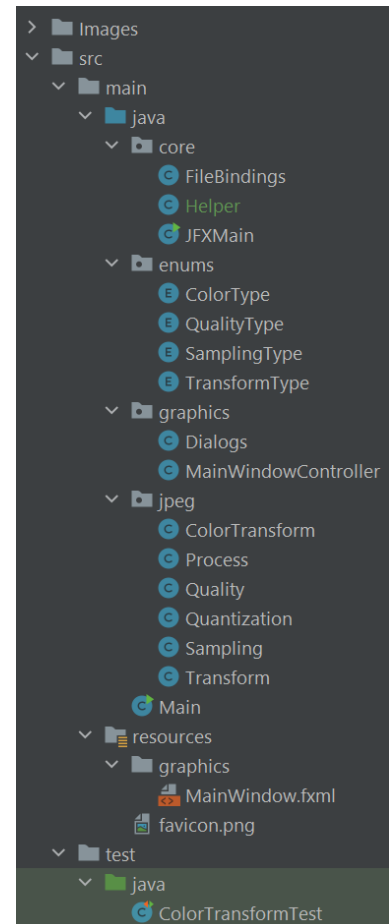 Images
src
main
java
core
FileBindings
Helper
JFXMain
enums
ColorType
QualityType
SamplingType
TransformType
graphics
Dialogs
MainWindowController
jpeg
ColorTransform
Process
Quality
Quantization
Sampling
Transform
Main
resources
graphics
MainWindow.fxml
favicon.png
test
java
ColorTransformTest